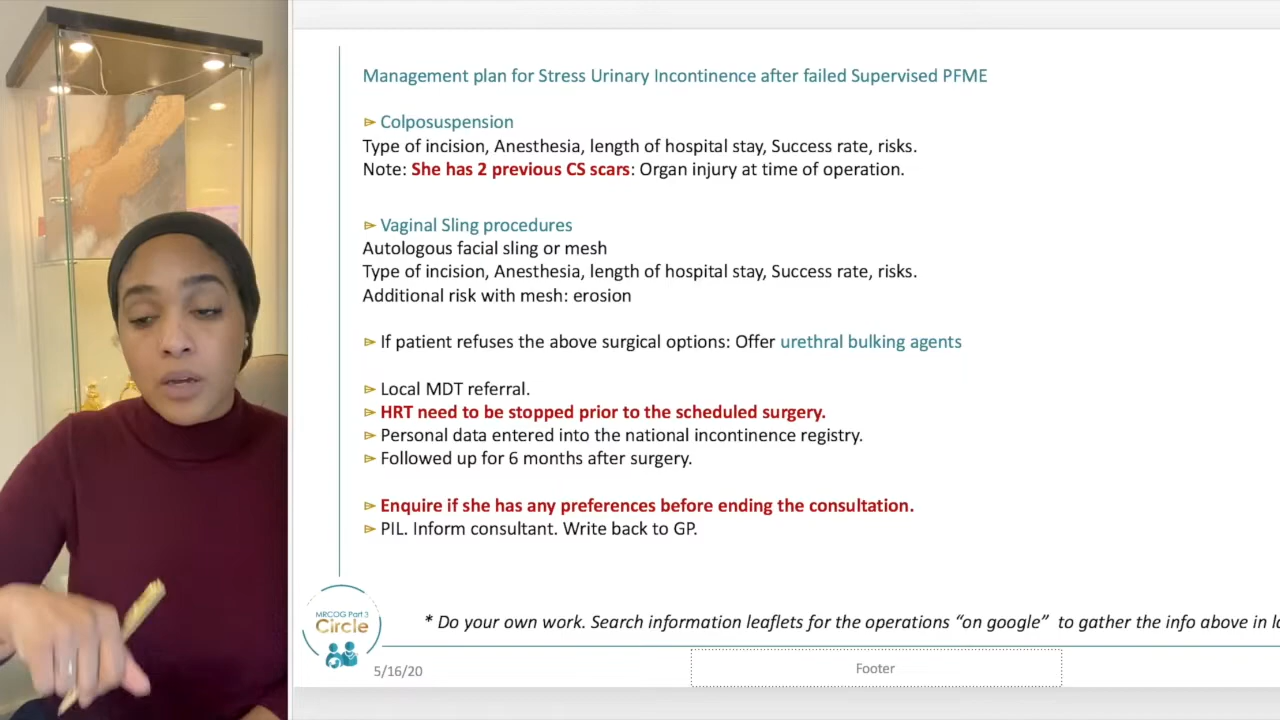 Management plan for Stress Urinary Incontinence after failed Supervised PFME
⌲ Colposuspension
Type of incision, Anesthesia, length of hospital stay, Success rate, risks.
Note: She has 2 previous CS scars: Organ injury at time of operation.
⌲ Vaginal Sling procedures
Autologous facial sling or mesh
Type of incision, Anesthesia, length of hospital stay, Success rate, risks.
Additional risk with mesh: erosion
⌲ If patient refuses the above surgical options: Offer urethral bulking agents
⌲ Local MDT referral.
⌲ HRT need to be stopped prior to the scheduled surgery.
⌲ Personal data entered into the national incontinence registry.
⌲ Followed up for 6 months after surgery.
⌲ Enquire if she has any preferences before ending the consultation.
⌲ PIL. Inform consultant. Write back to GP.
MRCOG Part 3
Circle
* Do your own work. Search information leaflets for the operations “on google” to gather the info above in
5/16/20
Footer